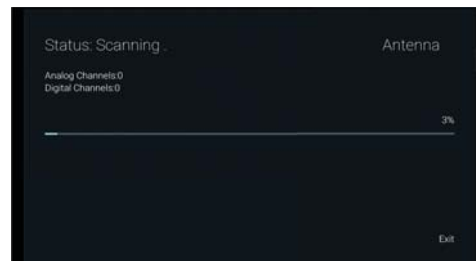 Status: Scanning .
Antenna
Analog Channels:0
Digital Channels:0
3%
Exit